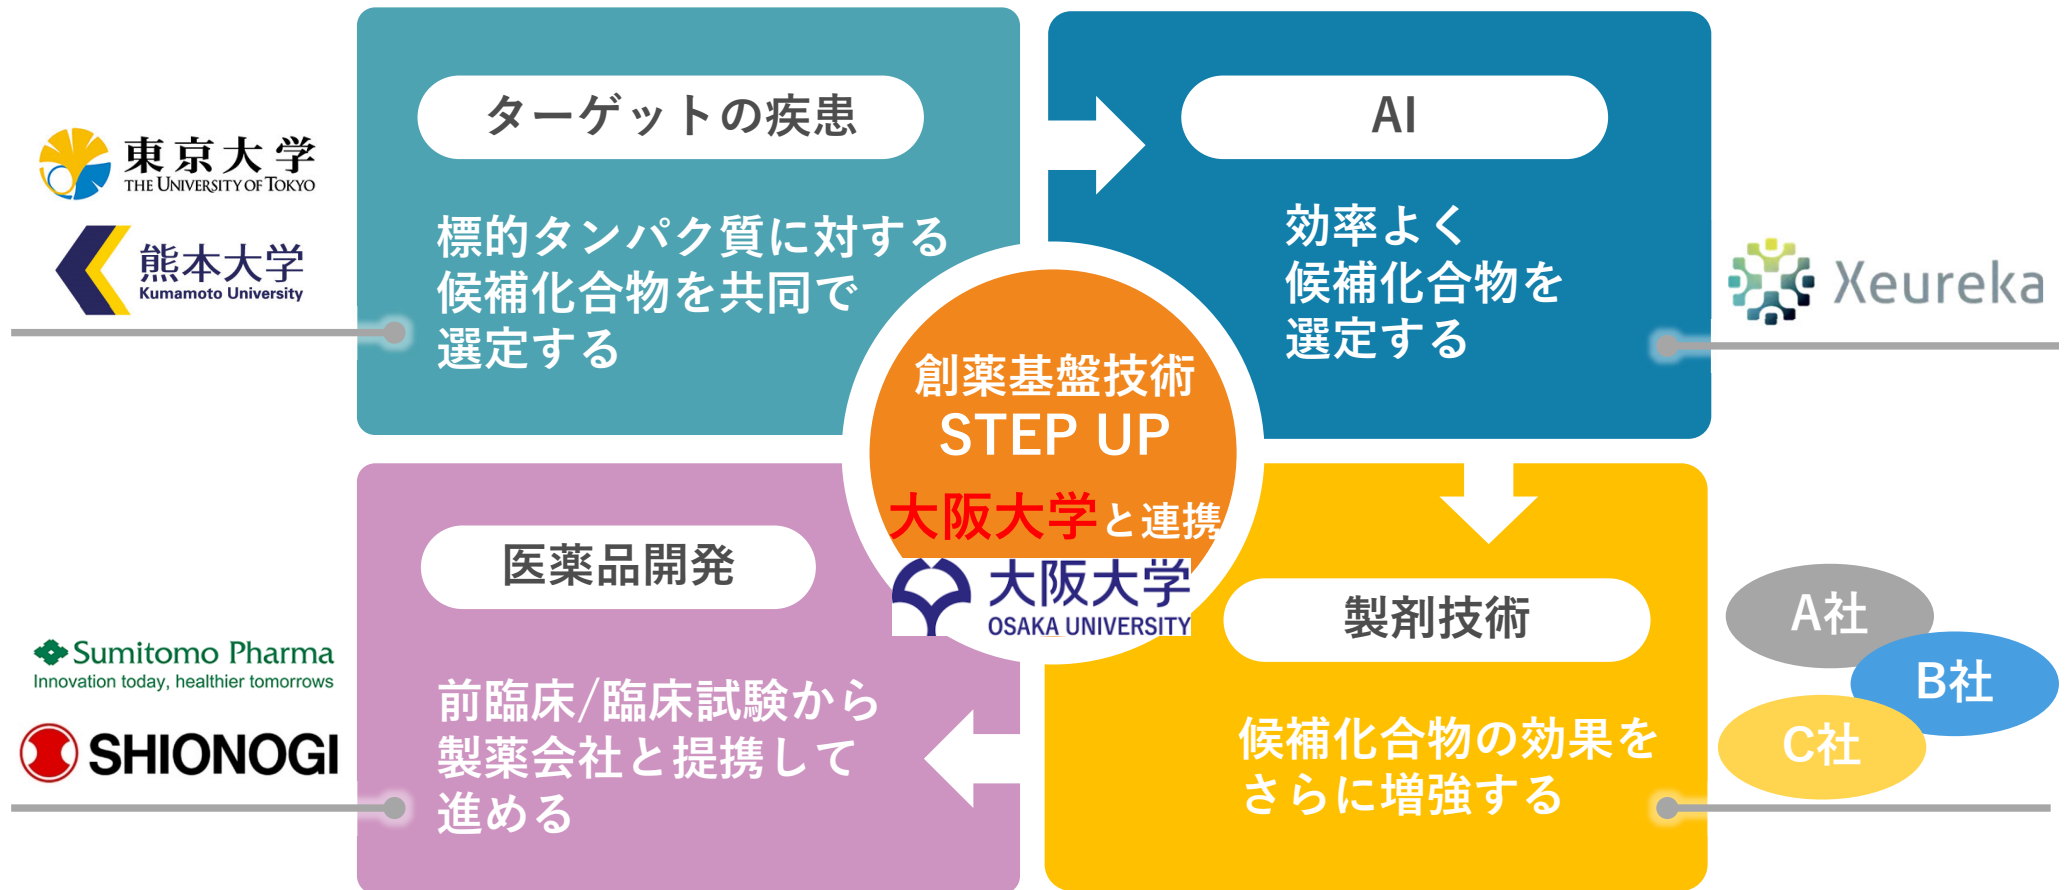 東京大学
THE UNIVERSITY OF TOKYO
熊本大学
Kumamoto University
ターゲットの疾患
標的タンパク質に対する
候補化合物を共同で
選定する
AI
効率よく
候補化合物を
選定する
Xeureka
創薬基盤技術
STEP UP
大阪大学と連携
大阪大学
OSAKA UNIVERSITY
製剤技術
候補化合物の効果を
さらに増強する
A社
B社
C社
医薬品開発
前臨床/臨床試験から
製薬会社と提携して
進める
Sumitomo Pharma
Innovation today, healthier tomorrows
SHIONOGI